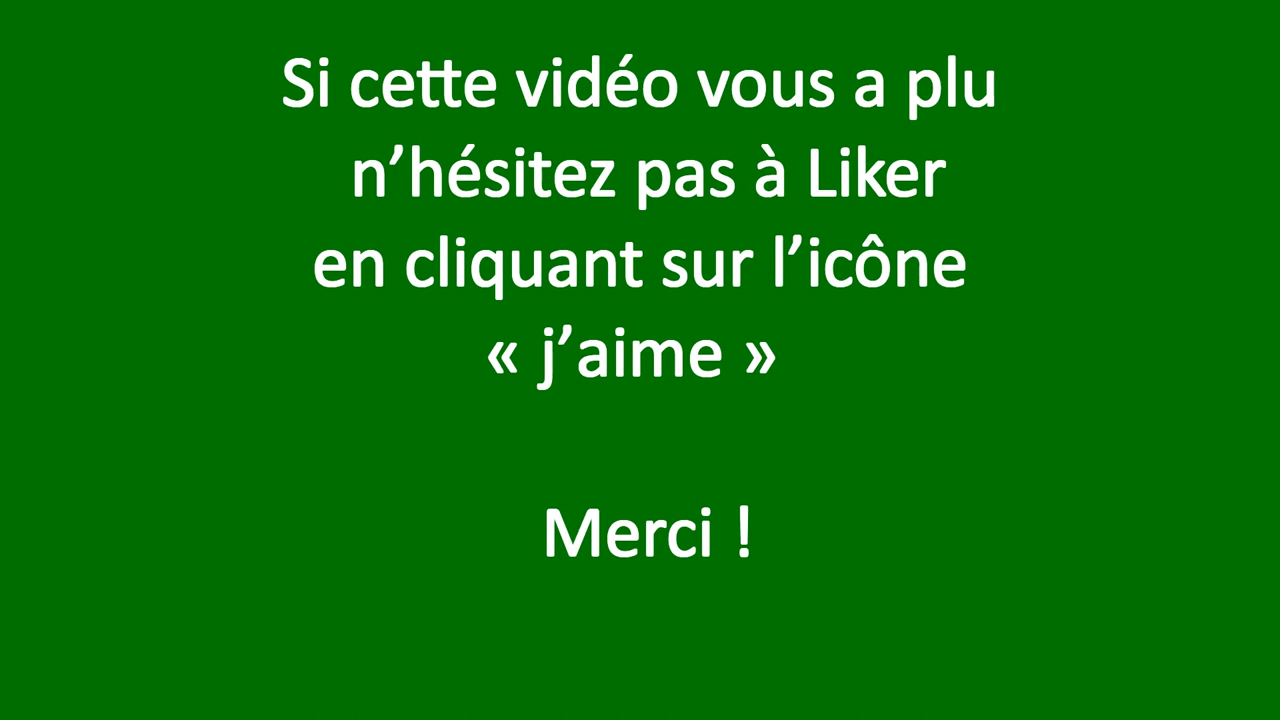 Si cette vidéo vous a plu
n’hésitez pas à Liker
en cliquant sur l’icône
« j’aime »
Merci !